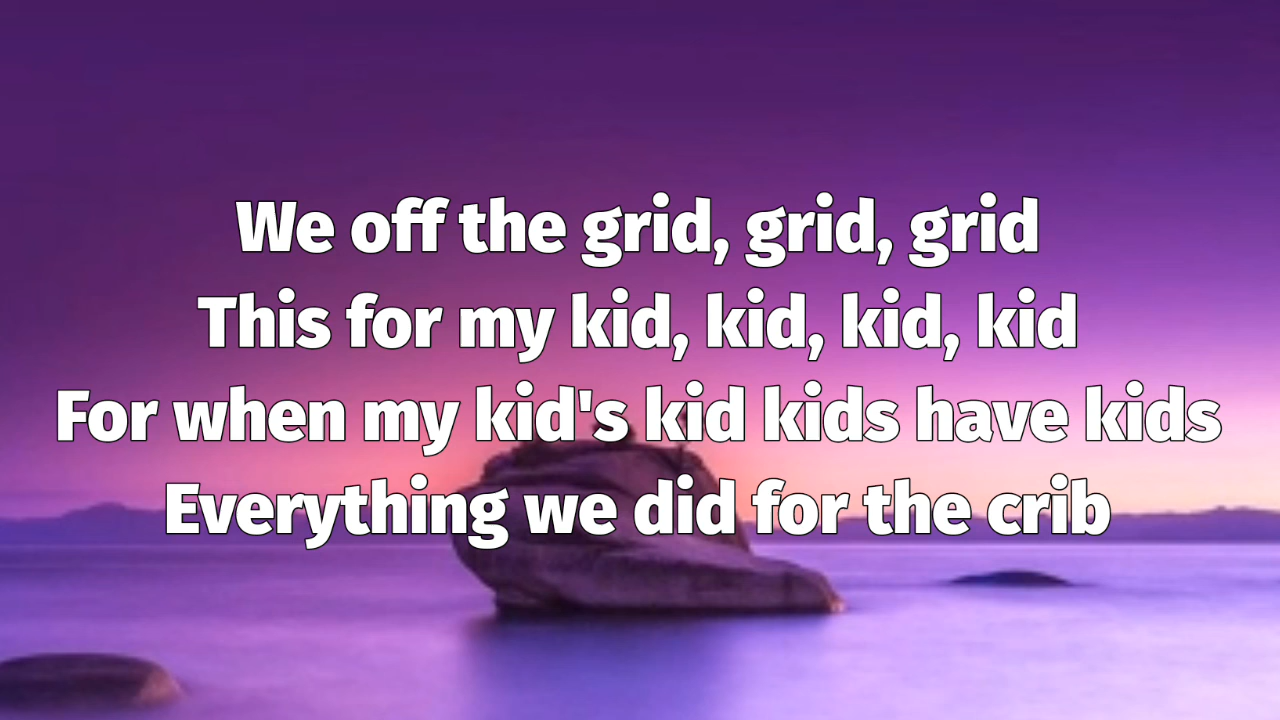 We off the grid, grid, grid
This for my kid, kid, kid, kid
For when my kid's kid kids have kids
Everything we did for the crib